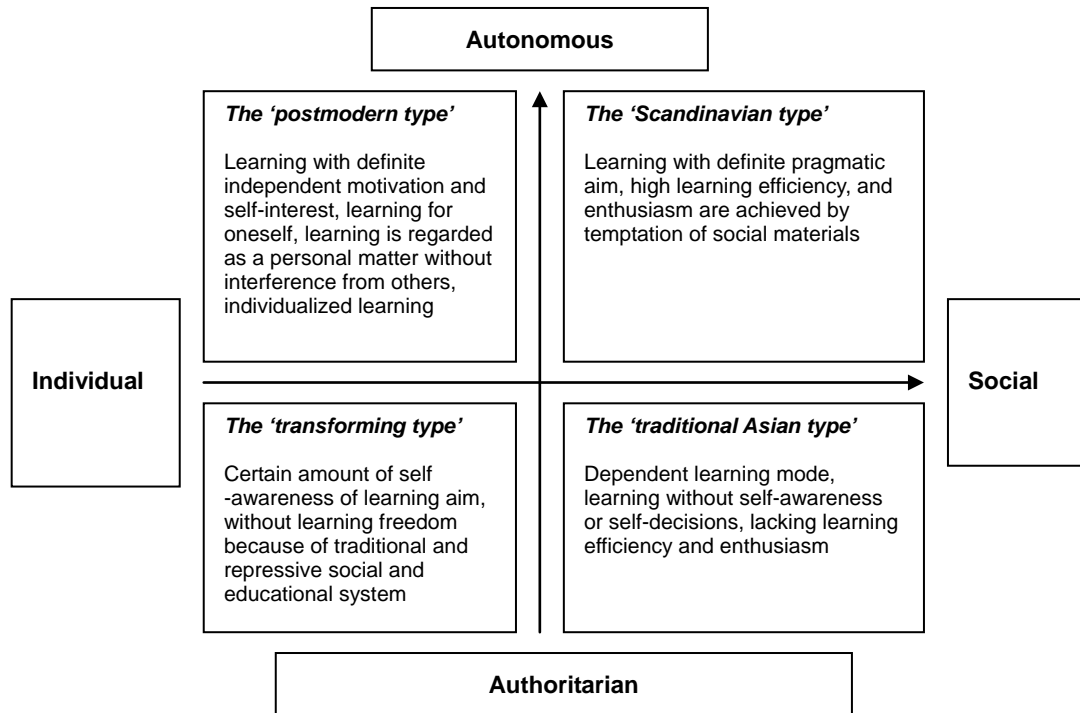 Autonomous
The ‘postmodern type’
Learning with definite
independent motivation and
self-interest, learning for
oneself, learning is regarded
as a personal matter without
interference from others,
individualized learning
The ‘Scandinavian type’
Learning with definite pragmatic
aim, high learning efficiency, and
enthusiasm are achieved by
temptation of social materials
Individual
Social
The ‘transforming type’
Certain amount of self
-awareness of learning aim,
without learning freedom
because of traditional and
repressive social and
educational system
The ‘traditional Asian type’
Dependent learning mode,
learning without self-awareness
or self-decisions, lacking learning
efficiency and enthusiasm
Authoritarian